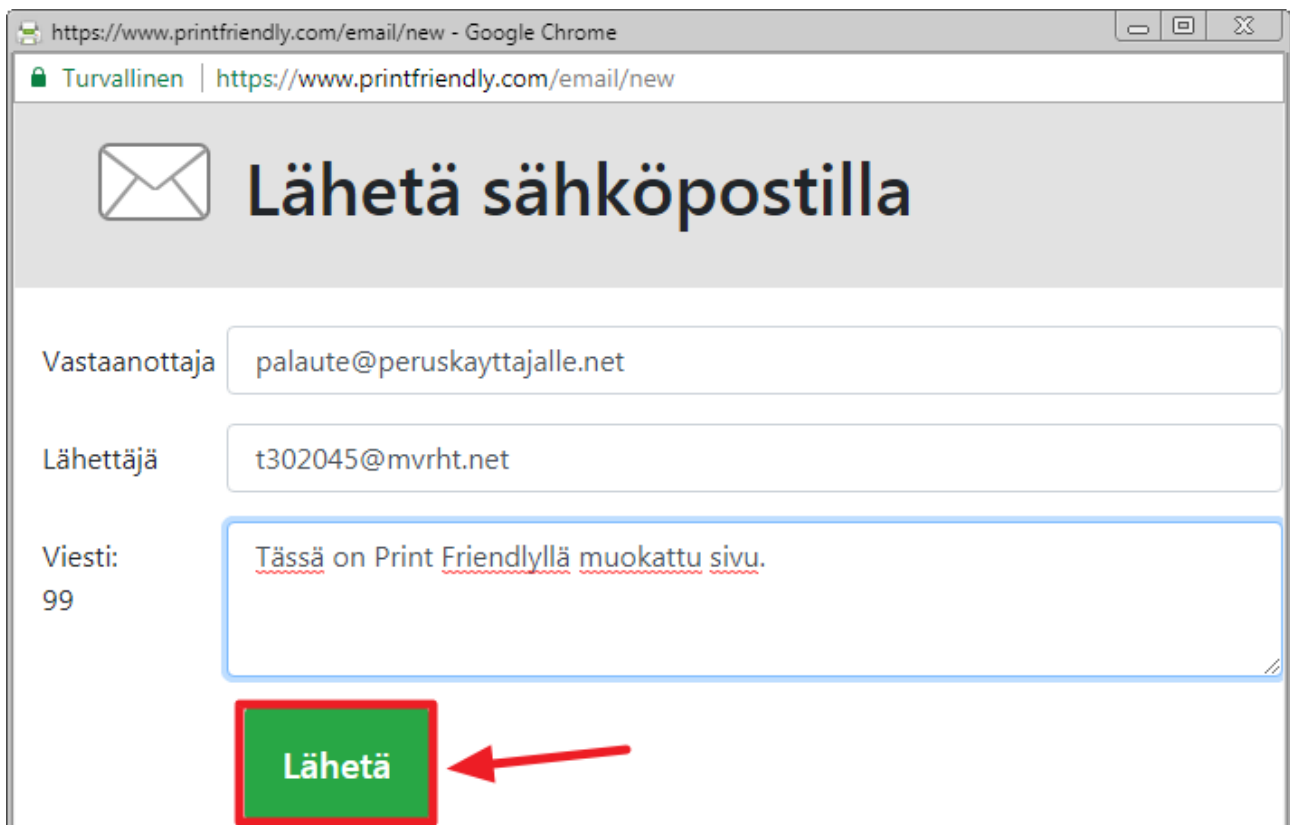 https://www.printfriendly.com/email/new - Google Chrome
Turvallinen | https://www.printfriendly.com/email/new
Lähetä sähköpostilla
Vastaanottaja palaute@peruskayttajalle.net
Lähettäjä t302045@mvrht.net
Viesti: Tässä on Print Friendlyllä muokattu sivu.
99
Lähetä